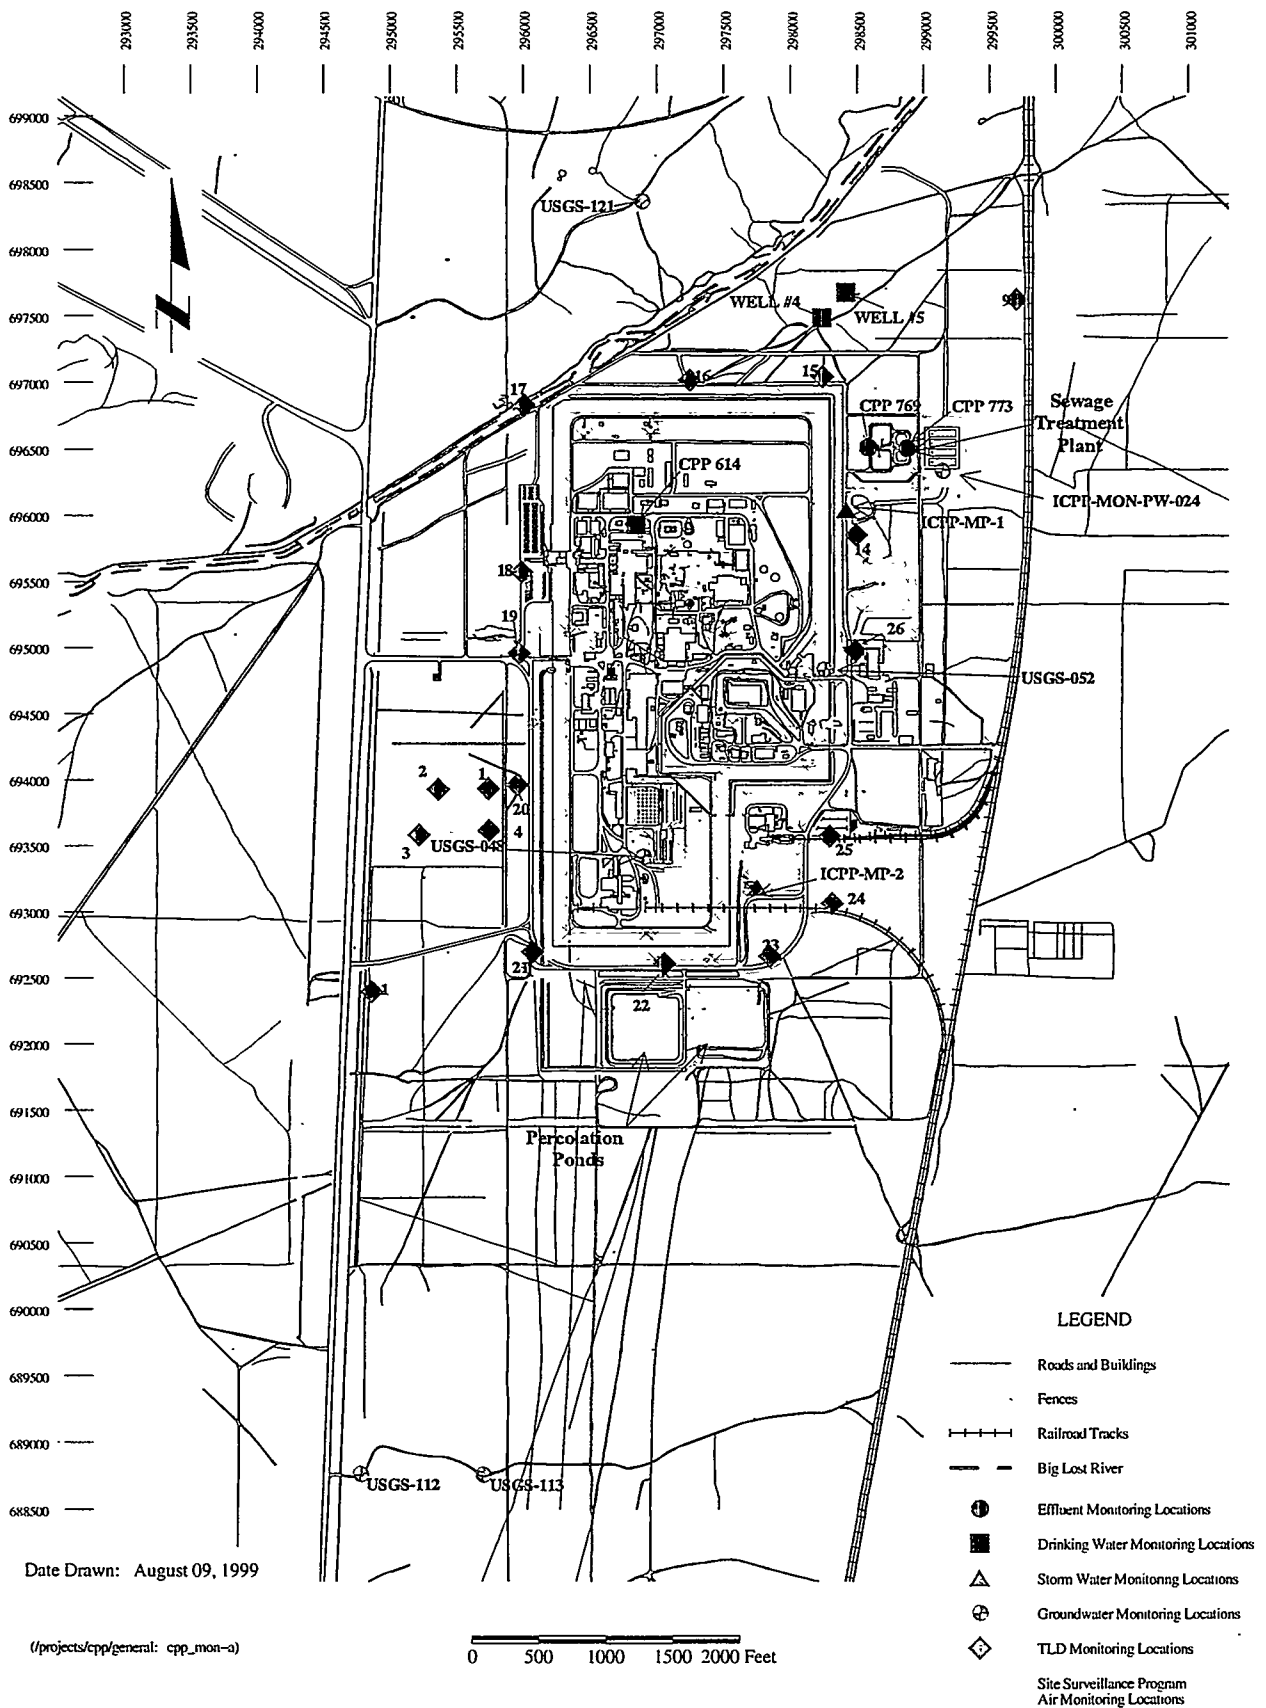 293000
293500
294000
294500
295000
295500
296000
296500
297000
297500
298000
298500
299000
299500
300000
300500
301000
699000
698500
698000
697500
697000
696500
696000
695500
695000
694500
694000
693500
693000
692500
692000
691500
691000
690500
690000
689500
689000
688500
USGS-121
WELL #4
WELL #5
9
16
15
17
CPP 769
CPP 773
Sewage
Treatment
Plant
CPP 614
ICPP-MON-PW-024
ICPP-MP-1
14
18
19
26
USGS-052
2
1
20
4
3
USGS-048
25
ICPP-MP-2
24
23
21
22
1
Percolation
Ponds
USGS-112
USGS-113
LEGEND
Roads and Buildings
Fences
Railroad Tracks
Big Lost River
Effluent Monitoring Locations
Drinking Water Monitoring Locations
Storm Water Monitoring Locations
Groundwater Monitoring Locations
TLD Monitoring Locations
Site Surveillance Program
Air Monitoring Locations
Date Drawn: August 09, 1999
(/projects/cpp/general: cpp_mon-a)
0 500 1000 1500 2000 Feet